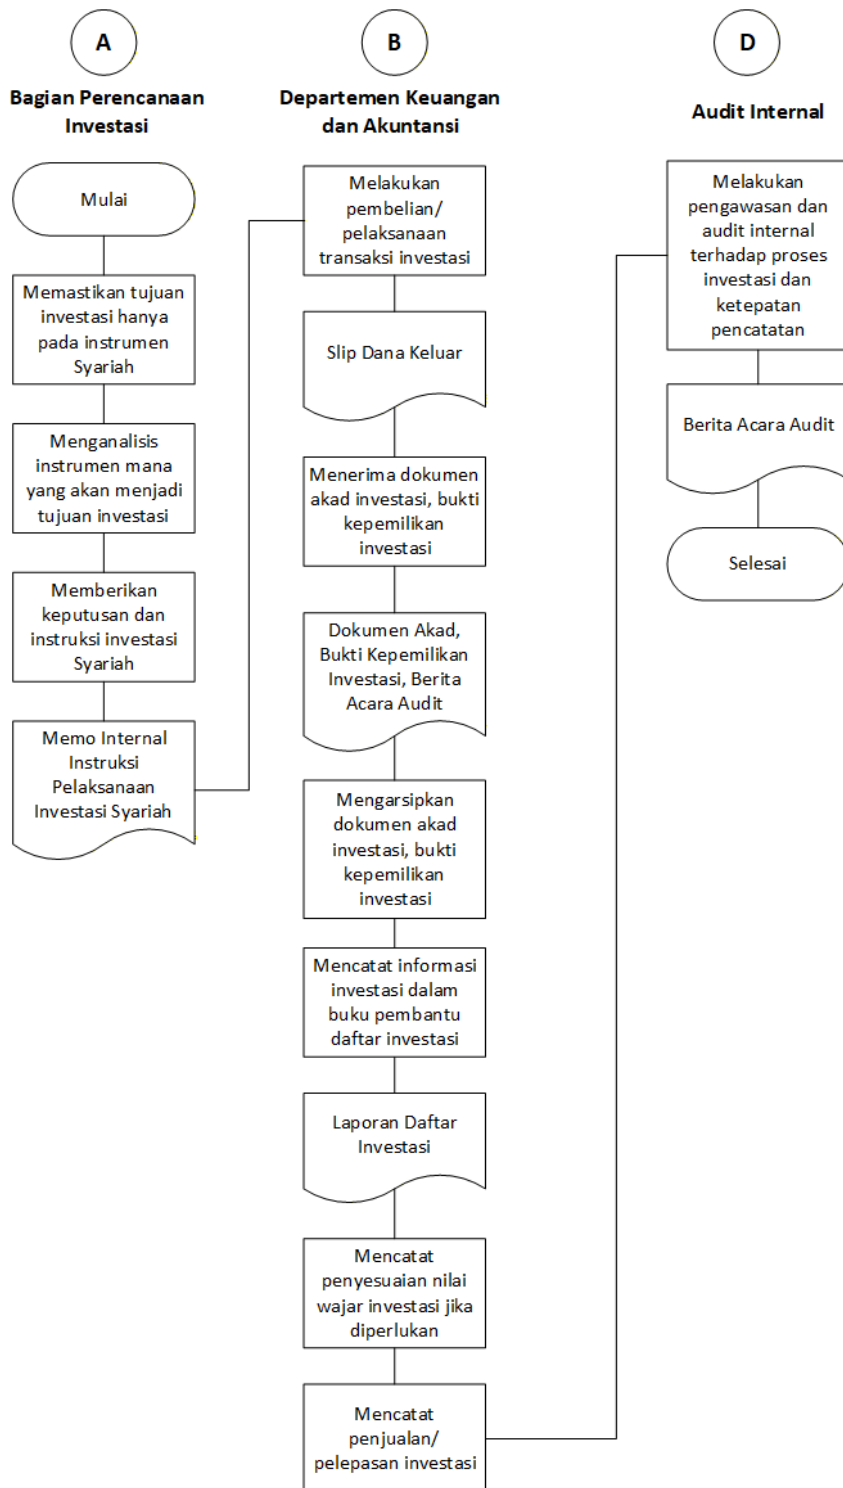 A
Bagian Perencanaan
Investasi
Mulai
Memastikan tujuan
investasi hanya
pada instrumen
Syariah
Menganalisis
instrumen mana
yang akan menjadi
tujuan investasi
Memberikan
keputusan dan
instruksi investasi
Syariah
Memo Internal
Instruksi
Pelaksanaan
Investasi Syariah
B
Departemen Keuangan
dan Akuntansi
Melakukan
pembelian/
pelaksanaan
transaksi investasi
Slip Dana Keluar
Menerima dokumen
akad investasi, bukti
kepemilikan
investasi
Dokumen Akad,
Bukti Kepemilikan
Investasi, Berita
Acara Audit
Mengarsipkan
dokumen akad
investasi, bukti
kepemilikan
investasi
Mencatat informasi
investasi dalam
buku pembantu
daftar investasi
Laporan Daftar
Investasi
Mencatat
penyesuaian nilai
wajar investasi jika
diperlukan
Mencatat
penjualan/
pelepasan investasi
D
Audit Internal
Melakukan
pengawasan dan
audit internal
terhadap proses
investasi dan
ketepatan
pencatatan
Berita Acara Audit
Selesai